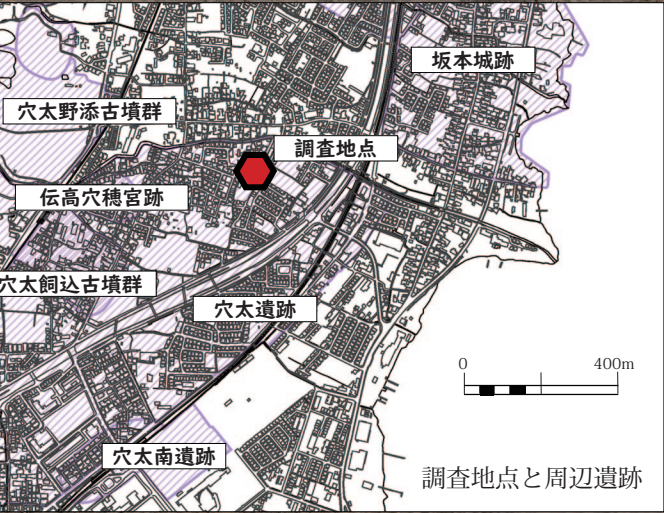 坂本城跡
穴太野添古墳群
調査地点
伝高穴穂宮跡
穴太飼込古墳群
穴太遺跡
0 400m
穴太南遺跡
調査地点と周辺遺跡